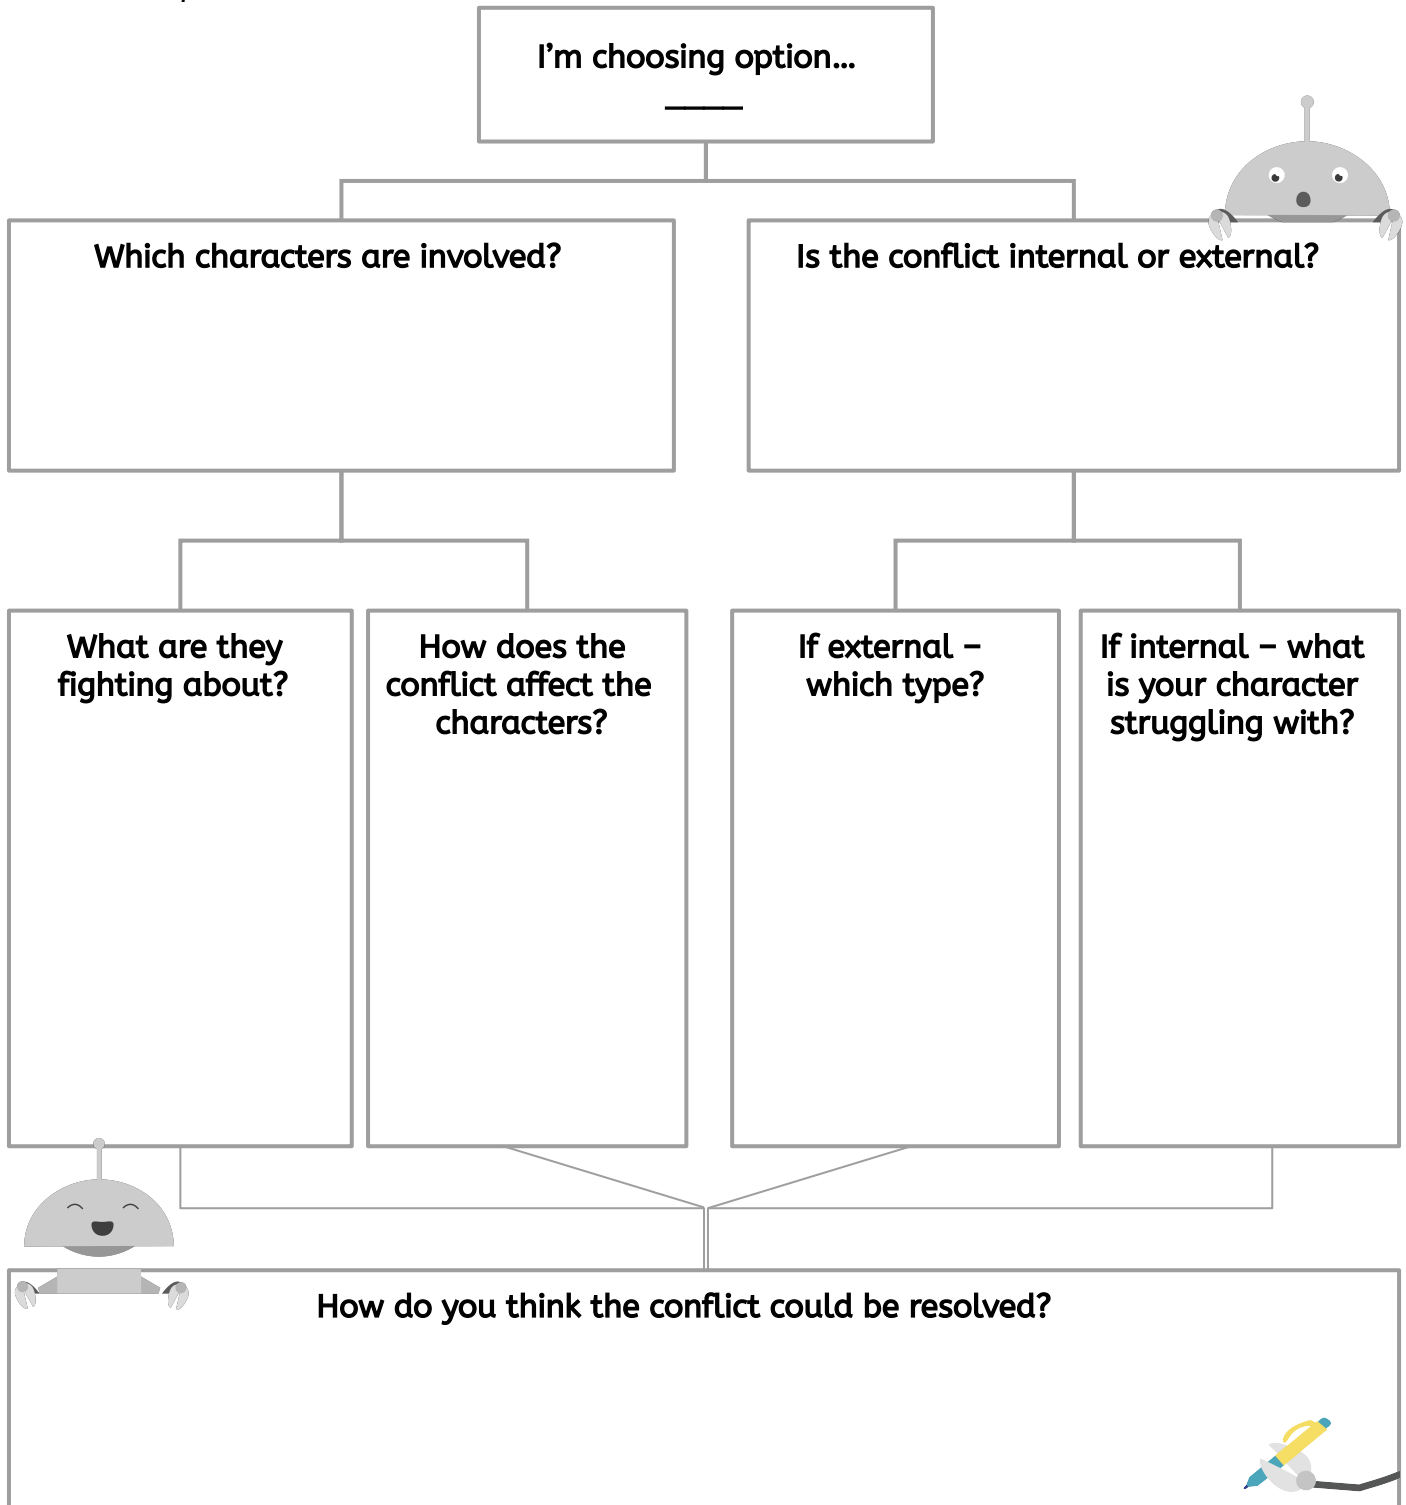 I'm choosing option...
____
Which characters are involved?
Is the conflict internal or external?
What are they
fighting about?
How does the
conflict affect the
characters?
If external –
which type?
If internal – what
is your character
struggling with?
How do you think the conflict could be resolved?